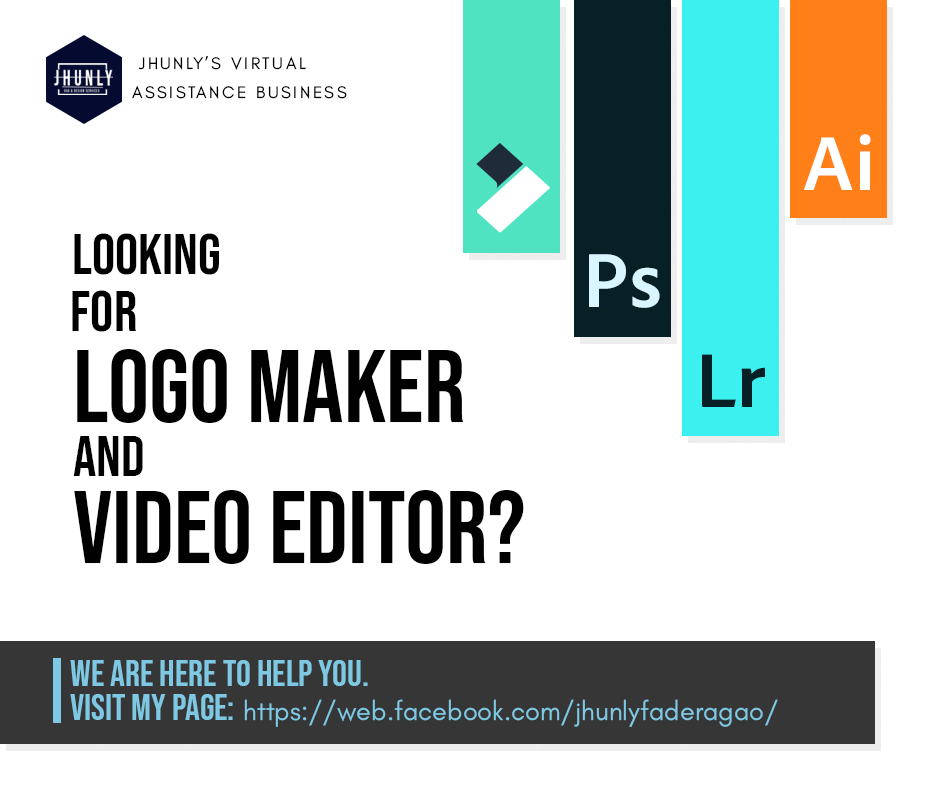 JHUNLY
JHUNLY'S VIRTUAL
ASSISTANCE BUSINESS
Ps
Lr
Ai
LOOKING
FOR
LOGO MAKER
AND
VIDEO EDITOR?
WE ARE HERE TO HELP YOU.
VISIT MY PAGE: https://web.facebook.com/jhunlyfaderagao/